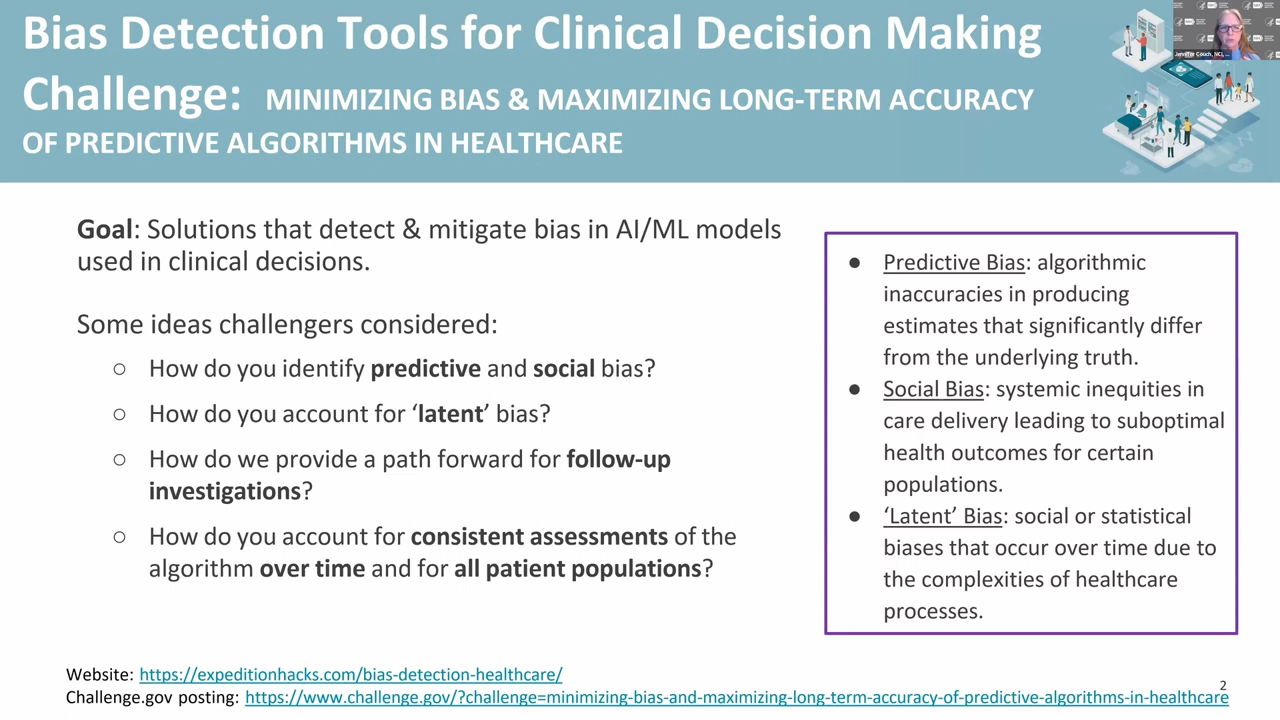 Bias Detection Tools for Clinical Decision Making
Challenge: MINIMIZING BIAS & MAXIMIZING LONG-TERM ACCURACY
OF PREDICTIVE ALGORITHMS IN HEALTHCARE
Jennifer Couch, NCI, ...
Goal: Solutions that detect & mitigate bias in AI/ML models
used in clinical decisions.
Some ideas challengers considered:
○ How do you identify predictive and social bias?
○ How do you account for ‘latent’ bias?
○ How do we provide a path forward for follow-up
investigations?
○ How do you account for consistent assessments of the
algorithm over time and for all patient populations?
● Predictive Bias: algorithmic
inaccuracies in producing
estimates that significantly differ
from the underlying truth.
● Social Bias: systemic inequities in
care delivery leading to suboptimal
health outcomes for certain
populations.
● ‘Latent’ Bias: social or statistical
biases that occur over time due to
the complexities of healthcare
processes.
Website: https://expeditionhacks.com/bias-detection-healthcare/
Challenge.gov posting: https://www.challenge.gov/?challenge=minimizing-bias-and-maximizing-long-term-accuracy-of-predictive-algorithms-in-healthcare
2